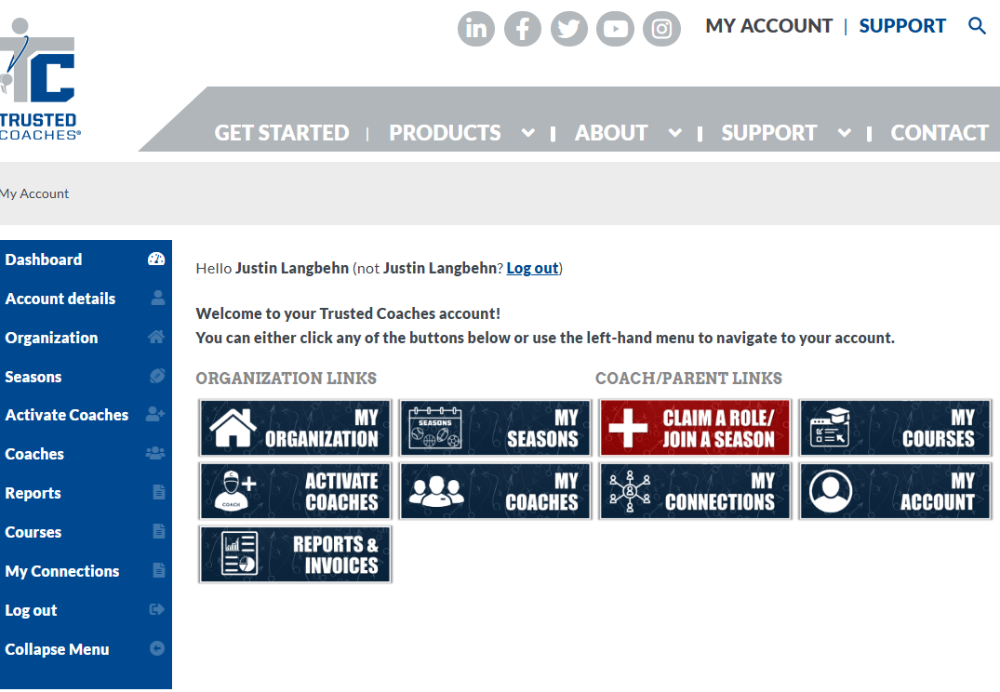 MY ACCOUNT | SUPPORT
TC
TRUSTED
COACHES®
GET STARTED | PRODUCTS | ABOUT | SUPPORT | CONTACT
My Account
Dashboard
Account details
Organization
Seasons
Activate Coaches
Coaches
Reports
Courses
My Connections
Log out
Collapse Menu
Hello Justin Langbehn (not Justin Langbehn? Log out)
Welcome to your Trusted Coaches account!
You can either click any of the buttons below or use the left-hand menu to navigate to your account.
ORGANIZATION LINKS
MY
ORGANIZATION
SEASONS
MY
SEASONS
COACH
ACTIVATE
COACHES
MY
COACHES
REPORTS &
INVOICES
COACH/PARENT LINKS
CLAIM A ROLE/
JOIN A SEASON
MY
COURSES
MY
CONNECTIONS
MY
ACCOUNT